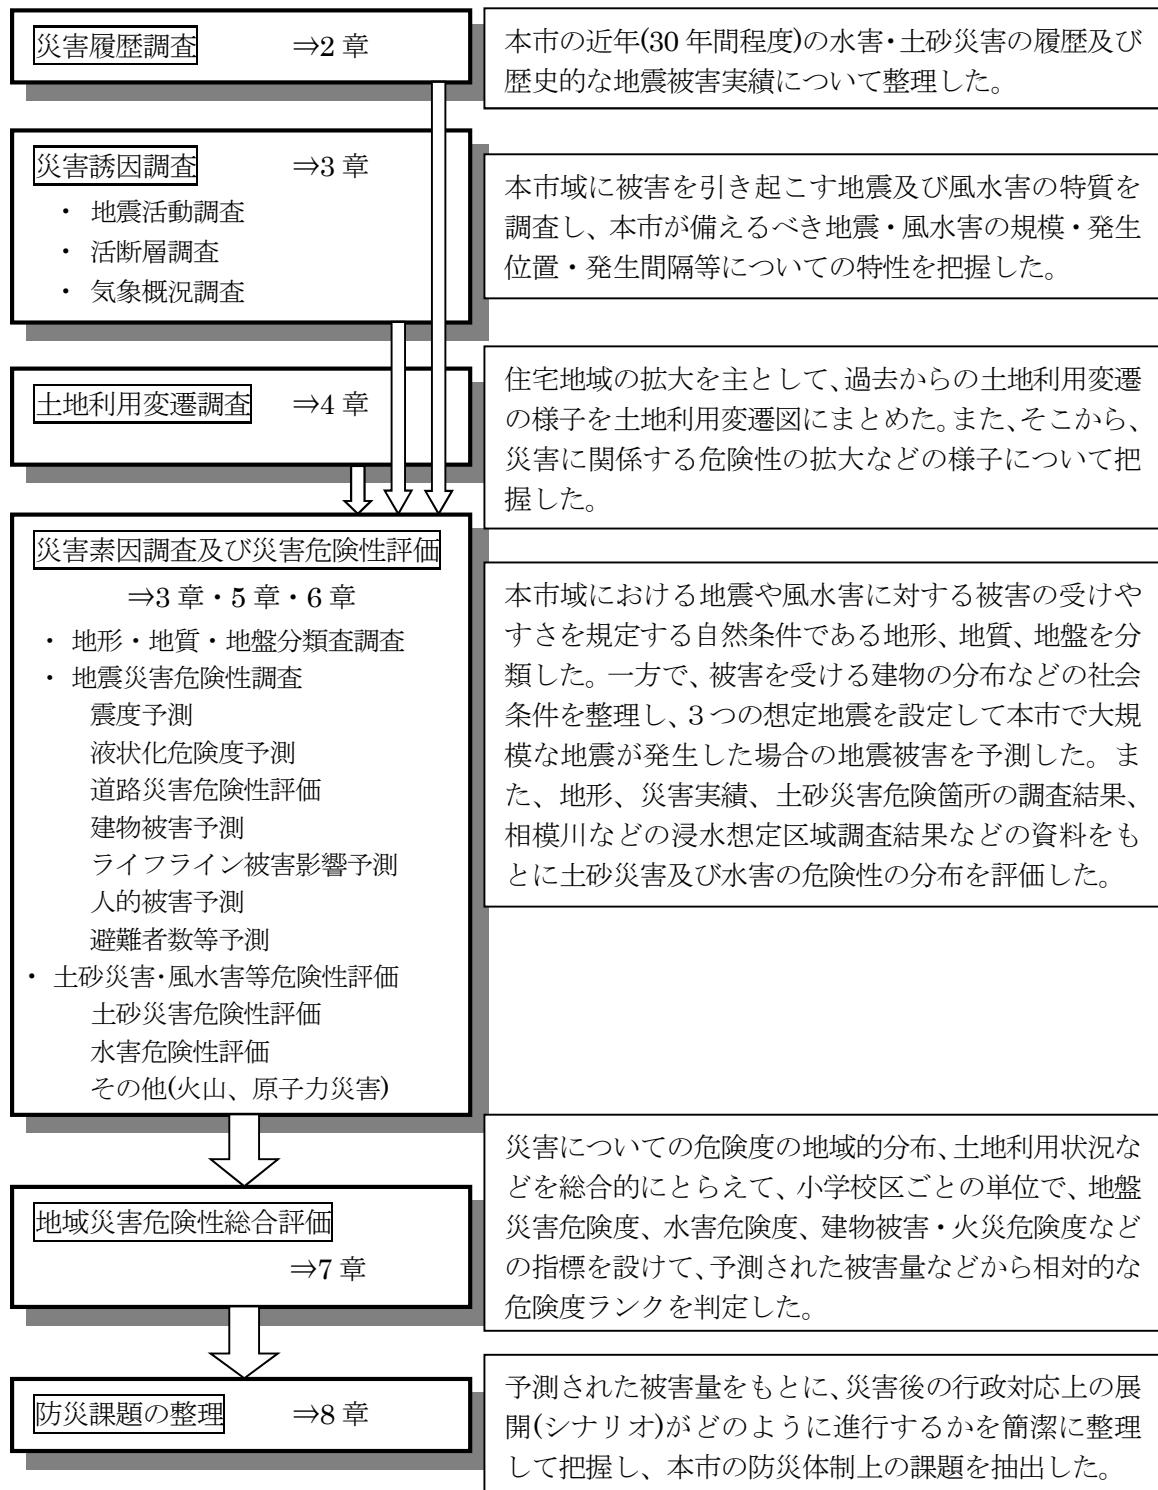 災害履歴調査 ⇒2 章
本市の近年(30 年間程度)の水害・土砂災害の履歴及び
歴史的な地震被害実績について整理した。
災害誘因調査 ⇒3 章
・ 地震活動調査
・ 活断層調査
・ 気象概況調査
本市域に被害を引き起こす地震及び風水害の特質を
調査し、本市が備えるべき地震・風水害の規模・発生
位置・発生間隔等についての特性を把握した。
土地利用変遷調査 ⇒4 章
住宅地域の拡大を主として、過去からの土地利用変遷
の様子を土地利用変遷図にまとめた。また、そこから、
災害に関係する危険性の拡大などの様子について把
握した。
災害素因調査及び災害危険性評価
⇒3 章・5 章・6 章
・ 地形・地質・地盤分類査調査
・ 地震災害危険性調査
震度予測
液状化危険度予測
道路災害危険性評価
建物被害予測
ライフライン被害影響予測
人的被害予測
避難者数等予測
・ 土砂災害・風水害等危険性評価
土砂災害危険性評価
水害危険性評価
その他(火山、原子力災害)
本市域における地震や風水害に対する被害の受けや
すさを規定する自然条件である地形、地質、地盤を分
類した。一方で、被害を受ける建物の分布などの社会
条件を整理し、３つの想定地震を設定して本市で大規
模な地震が発生した場合の地震被害を予測した。ま
た、地形、災害実績、土砂災害危険箇所の調査結果、
相模川などの浸水想定区域調査結果などの資料をも
とに土砂災害及び水害の危険性の分布を評価した。
地域災害危険性総合評価
⇒7 章
災害についての危険度の地域的分布、土地利用状況な
どを総合的にとらえて、小学校区ごとの単位で、地盤
災害危険度、水害危険度、建物被害・火災危険度など
の指標を設けて、予測された被害量などから相対的な
危険度ランクを判定した。
防災課題の整理 ⇒8 章
予測された被害量をもとに、災害後の行政対応上の展
開(シナリオ)がどのように進行するかを簡潔に整理
して把握し、本市の防災体制上の課題を抽出した。